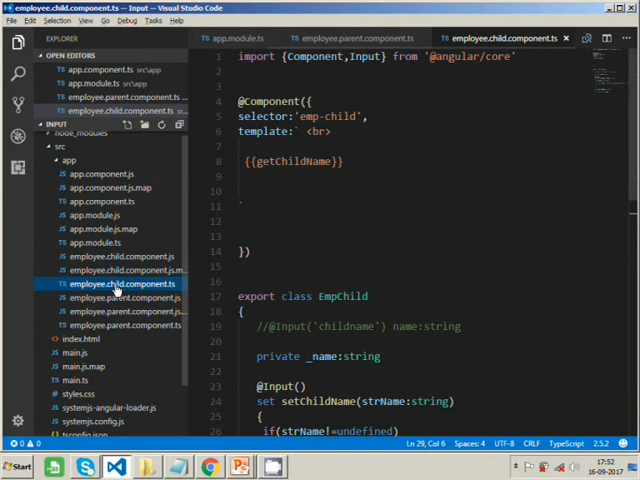 employee.child.component.ts - Input - Visual Studio Code
File Edit Selection View Go Debug Tasks Help
EXPLORER
OPEN EDITORS
TS app.component.ts src\app
TS app.module.ts src\app
TS employee.parent.component.ts ...
TS employee.child.component.ts ...
INPUT
node_modules
src
app
JS app.component.js
JS app.component.js.map
TS app.component.ts
JS app.module.js
JS app.module.js.map
TS app.module.ts
JS employee.child.component.js
JS employee.child.component.js.m...
TS employee.child.component.ts
JS employee.parent.component.js
JS employee.parent.component.js....
TS employee.parent.component.ts
<> index.html
JS main.js
JS main.js.map
TS main.ts
styles.css
JS systemjs-angular-loader.js
JS systemjs.config.js
tsconfig.json
TS app.module.ts TS employee.parent.component.ts TS employee.child.component.ts
1 import {Component,Input} from '@angular/core'
2
3
4 @Component({
5 selector:'emp-child',
6 template:` <br>
7
8 {{getChildName}}
9
10
11 `
12
13
14 })
15
16
17 export class EmpChild
18 {
19 //@Input('childname') name:string
20
21 private _name:string
22
23 @Input()
24 set setChildName(strName:string)
25 {
26 if(strName!=undefined)
0 0 Ln 29, Col 6 Spaces: 4 UTF-8 CRLF TypeScript 2.5.2
Start
17:52
16-09-2017